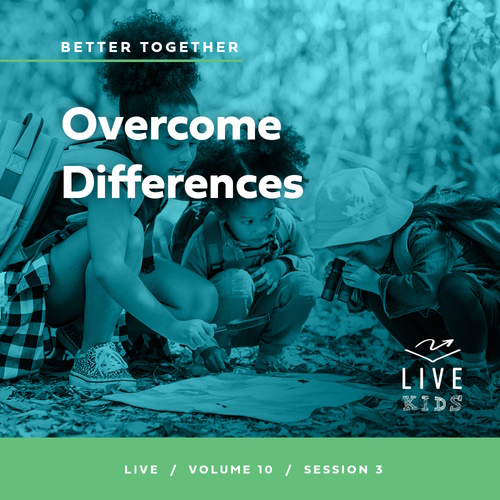 BETTER TOGETHER
Overcome
Differences
LIVE
KIDS
LIVE / VOLUME 10 / SESSION 3